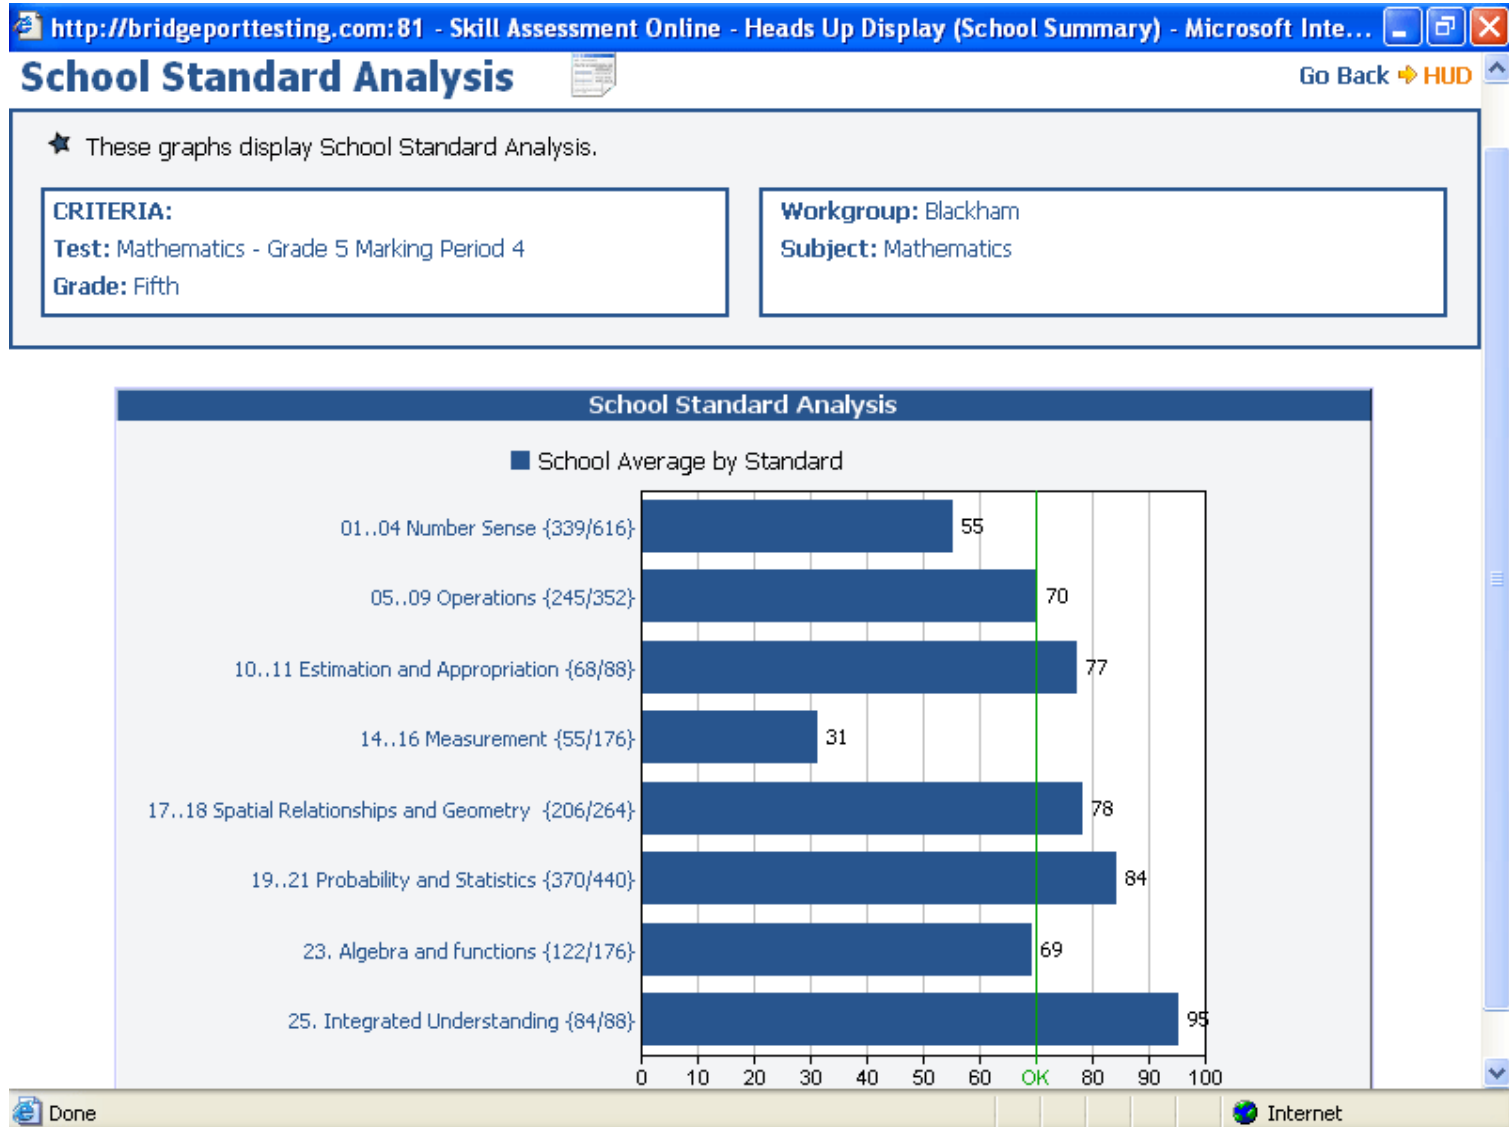 http://bridgeporttesting.com:81 - Skill Assessment Online - Heads Up Display (School Summary) - Microsoft Inte...
School Standard Analysis
Go Back HUD
These graphs display School Standard Analysis.
CRITERIA:
Test: Mathematics - Grade 5 Marking Period 4
Grade: Fifth
Workgroup: Blackham
Subject: Mathematics
School Standard Analysis
School Average by Standard
01..04 Number Sense {339/616} 55
05..09 Operations {245/352} 70
10..11 Estimation and Appropriation {68/88} 77
14..16 Measurement {55/176} 31
17..18 Spatial Relationships and Geometry {206/264} 78
19..21 Probability and Statistics {370/440} 84
23. Algebra and functions {122/176} 69
25. Integrated Understanding {84/88} 95
0 10 20 30 40 50 60 OK 80 90 100
Done
Internet